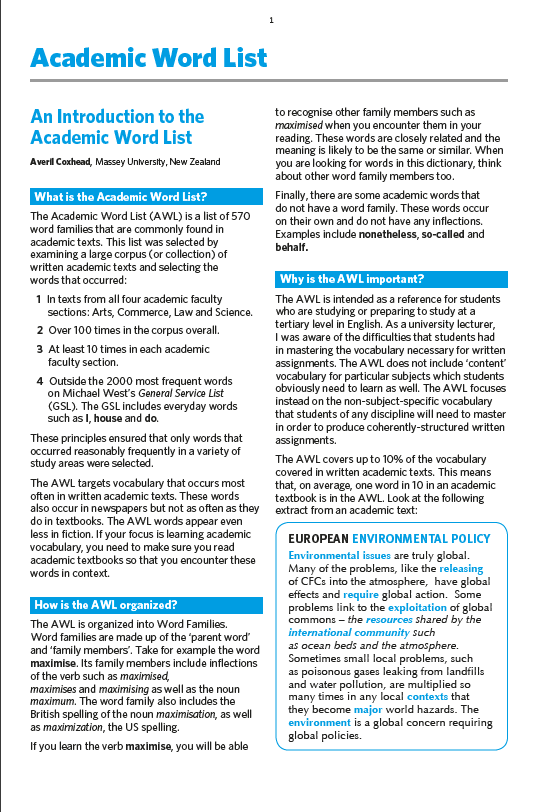 1
Academic Word List
An Introduction to the
Academic Word List
Averil Coxhead, Massey University, New Zealand
What is the Academic Word List?
The Academic Word List (AWL) is a list of 570
word families that are commonly found in
academic texts. This list was selected by
examining a large corpus (or collection) of
written academic texts and selecting the
words that occurred:
1 In texts from all four academic faculty
sections: Arts, Commerce, Law and Science.
2 Over 100 times in the corpus overall.
3 At least 10 times in each academic
faculty section.
4 Outside the 2000 most frequent words
on Michael West's General Service List
(GSL). The GSL includes everyday words
such as I, house and do.
These principles ensured that only words that
occurred reasonably frequently in a variety of
study areas were selected.
The AWL targets vocabulary that occurs most
often in written academic texts. These words
also occur in newspapers but not as often as they
do in textbooks. The AWL words appear even
less in fiction. If your focus is learning academic
vocabulary, you need to make sure you read
academic textbooks so that you encounter these
words in context.
How is the AWL organized?
The AWL is organized into Word Families.
Word families are made up of the 'parent word'
and 'family members'. Take for example the word
maximise. Its family members include inflections
of the verb such as maximised,
maximises and maximising as well as the noun
maximum. The word family also includes the
British spelling of the noun maximisation, as well
as maximization, the US spelling.
If you learn the verb maximise, you will be able
to recognise other family members such as
maximised when you encounter them in your
reading. These words are closely related and the
meaning is likely to be the same or similar. When
you are looking for words in this dictionary, think
about other word family members too.
Finally, there are some academic words that
do not have a word family. These words occur
on their own and do not have any inflections.
Examples include nonetheless, so-called and
behalf.
Why is the AWL important?
The AWL is intended as a reference for students
who are studying or preparing to study at a
tertiary level in English. As a university lecturer,
I was aware of the difficulties that students had
in mastering the vocabulary necessary for written
assignments. The AWL does not include 'content'
vocabulary for particular subjects which students
obviously need to learn as well. The AWL focuses
instead on the non-subject-specific vocabulary
that students of any discipline will need to master
in order to produce coherently-structured written
assignments.
The AWL covers up to 10% of the vocabulary
covered in written academic texts. This means
that, on average, one word in 10 in an academic
textbook is in the AWL. Look at the following
extract from an academic text:
EUROPEAN ENVIRONMENTAL POLICY
Environmental issues are truly global.
Many of the problems, like the releasing
of CFCs into the atmosphere, have global
effects and require global action. Some
problems link to the exploitation of global
commons – the resources shared by the
international community such
as ocean beds and the atmosphere.
Sometimes small local problems, such
as poisonous gases leaking from landfills
and water pollution, are multiplied so
many times in any local contexts that
they become major world hazards. The
environment is a global concern requiring
global policies.